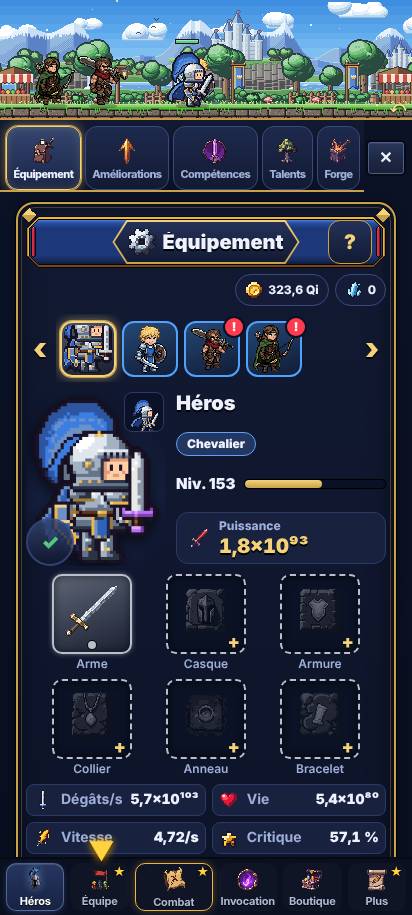 Équipement
Améliorations
Compétences
Talents
Forge
×
Équipement
?
323,6 Qi
0
!
!
Héros
Chevalier
Niv. 153
Puissance
1,8×10⁹³
Arme
Casque
Armure
+
+
Collier
Anneau
Bracelet
+
+
+
Dégâts/s 5,7×10¹⁰³
Vie 5,4×10⁸⁰
Vitesse 4,72/s
Critique 57,1 %
Héros
Équipe
Combat
Invocation
Boutique
Plus